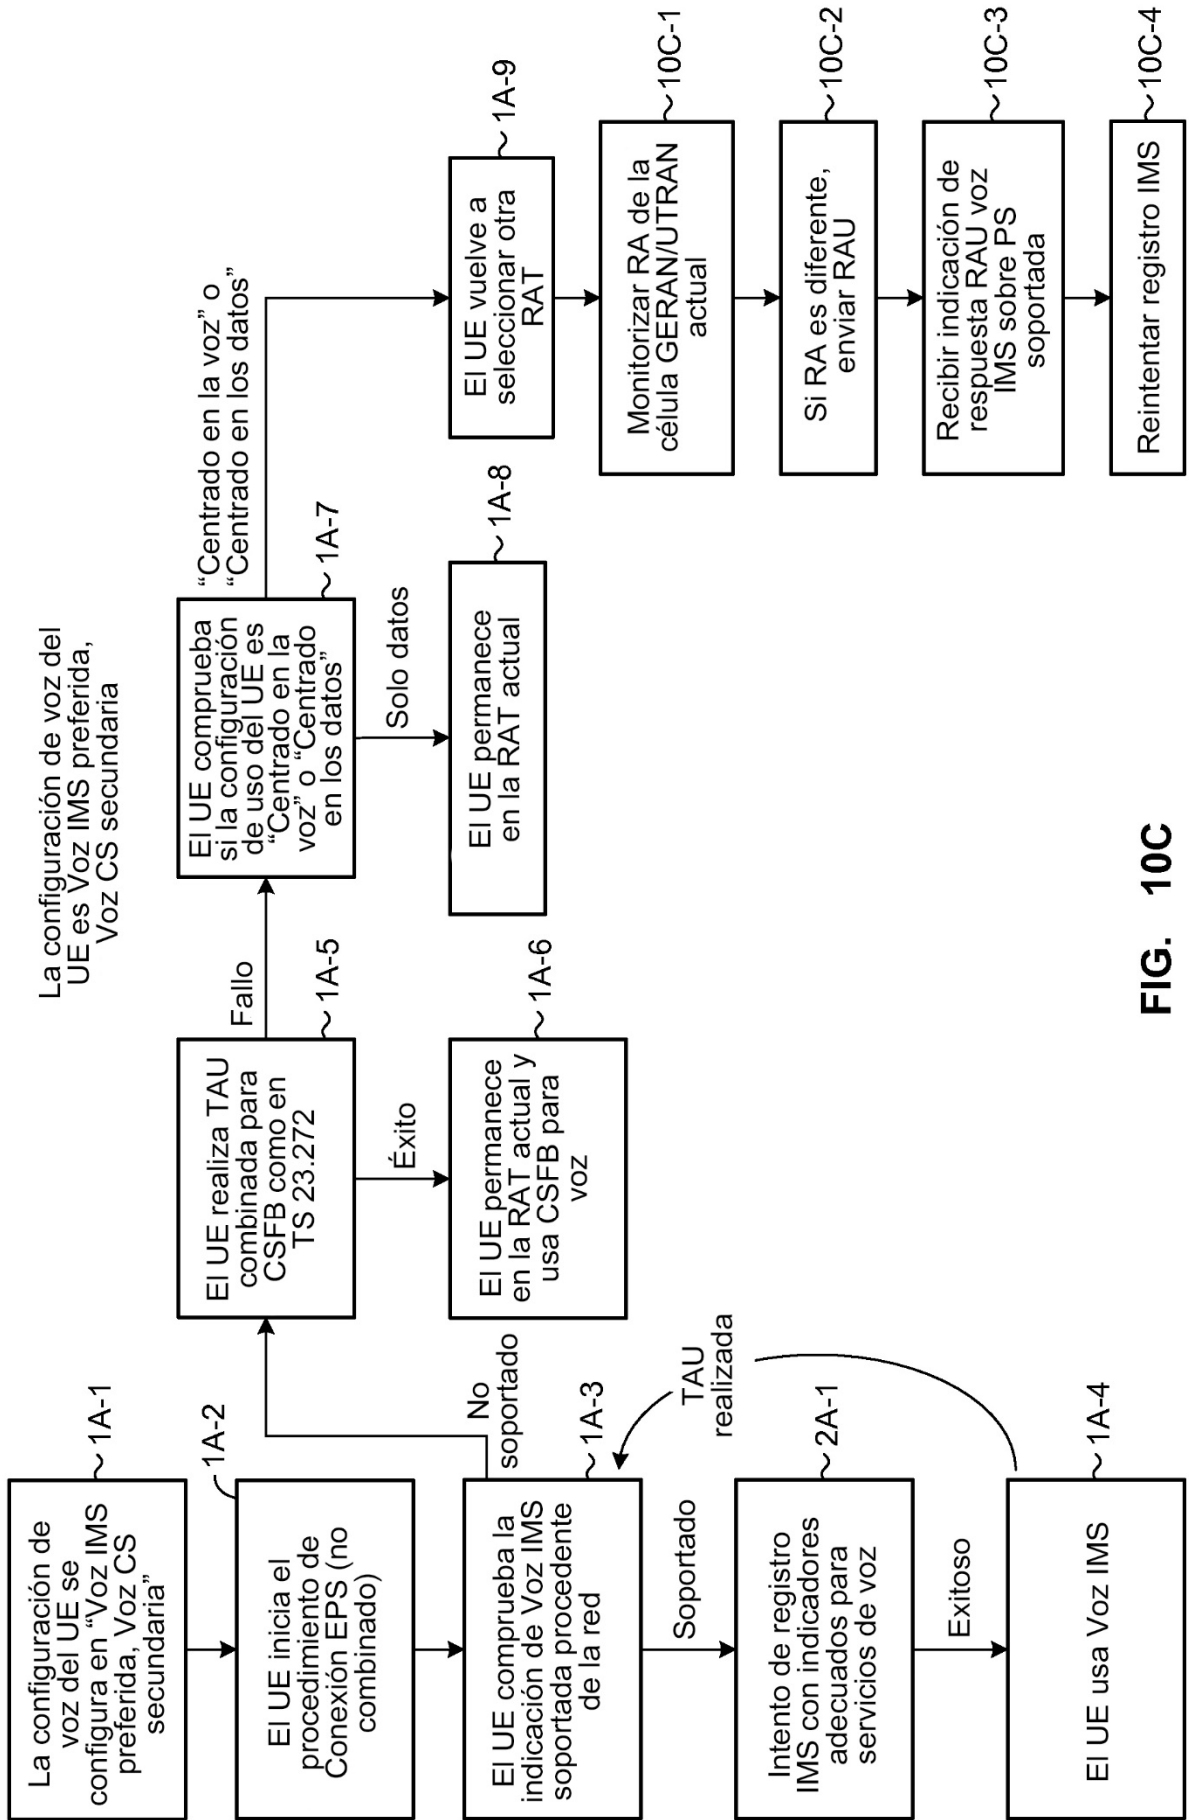 La configuración de voz del
UE es Voz IMS preferida,
Voz CS secundaria
La configuración de
voz del UE se
configura en “Voz IMS
preferida, Voz CS
secundaria”
1A-1
El UE inicia el
procedimiento de
Conexión EPS (no
combinado)
1A-2
El UE comprueba la
indicación de Voz IMS
soportada procedente
de la red
1A-3
No
soportado
Soportado
TAU
realizada
Intento de registro
IMS con indicadores
adecuados para
servicios de voz
2A-1
Exitoso
El UE usa Voz IMS
1A-4
El UE realiza TAU
combinada para
CSFB como en
TS 23.272
1A-5
Fallo
Éxito
El UE permanece
en la RAT actual y
usa CSFB para
voz
1A-6
El UE comprueba
si la configuración
de uso del UE es
“Centrado en la
voz” o “Centrado
en los datos”
1A-7
Solo datos
“Centrado en la voz” o
“Centrado en los datos”
El UE permanece
en la RAT actual
1A-8
El UE vuelve a
seleccionar otra
RAT
1A-9
Monitorizar RA de la
célula GERAN/UTRAN
actual
10C-1
Si RA es diferente,
enviar RAU
10C-2
Recibir indicación de
respuesta RAU voz
IMS sobre PS
soportada
10C-3
Reintentar registro IMS
10C-4
FIG. 10C